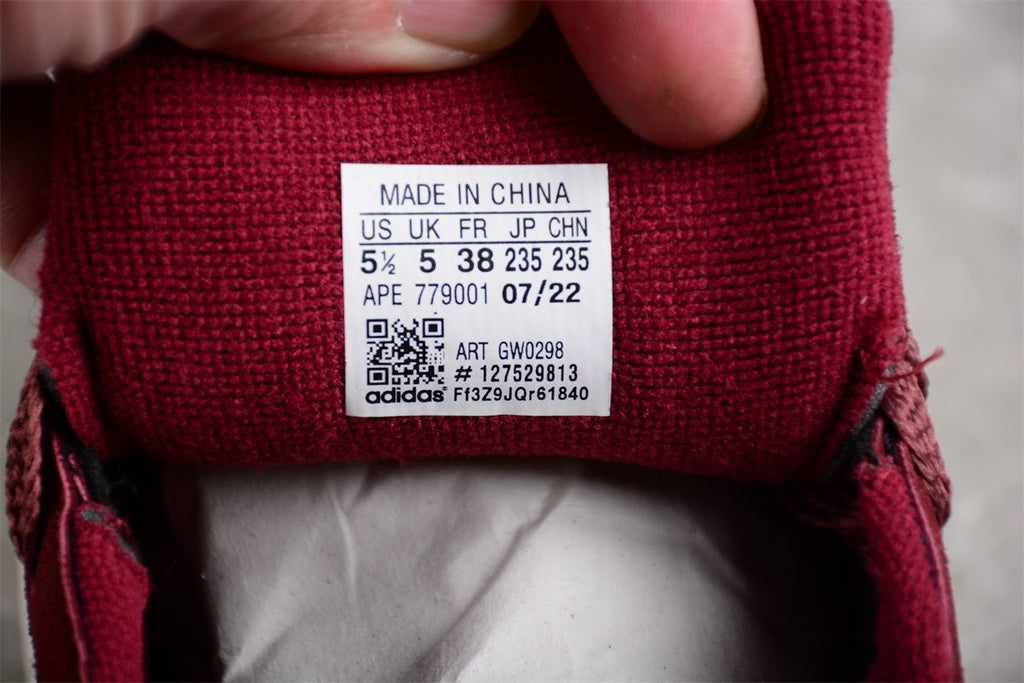 MADE IN CHINA
US UK FR JP CHN
5½ 5 38 235 235
APE 779001 07/22
ART GW0298
# 127529813
adidas® Ff3Z9JQr61840